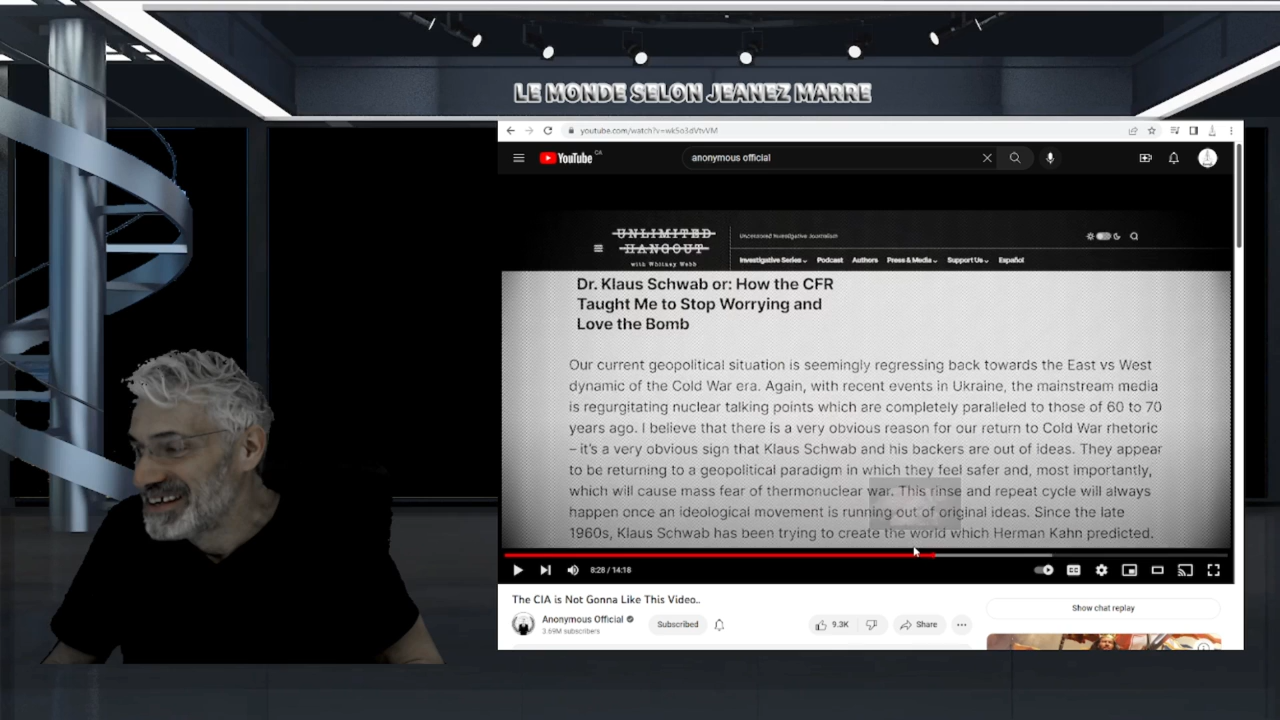 LE MONDE SELON JEANEZ MARRE
youtube.com/watch?v=wk5o3dVtvVM
YouTube CA
anonymous official
UNLIMITED
HANGOUT
with Whitney Webb
Uncensored Investigative Journalism
Investigative Series Podcast Authors Press & Media Support Us Español
Dr. Klaus Schwab or: How the CFR
Taught Me to Stop Worrying and
Love the Bomb
Our current geopolitical situation is seemingly regressing back towards the East vs West
dynamic of the Cold War era. Again, with recent events in Ukraine, the mainstream media
is regurgitating nuclear talking points which are completely paralleled to those of 60 to 70
years ago. I believe that there is a very obvious reason for our return to Cold War rhetoric
– it's a very obvious sign that Klaus Schwab and his backers are out of ideas. They appear
to be returning to a geopolitical paradigm in which they feel safer and, most importantly,
which will cause mass fear of thermonuclear war. This rinse and repeat cycle will always
happen once an ideological movement is running out of original ideas. Since the late
1960s, Klaus Schwab has been trying to create the world which Herman Kahn predicted.
8:28 / 14:18
CC
The CIA is Not Gonna Like This Video..
Anonymous Official
3.69M subscribers
Subscribed
9.3K
Share
Show chat replay